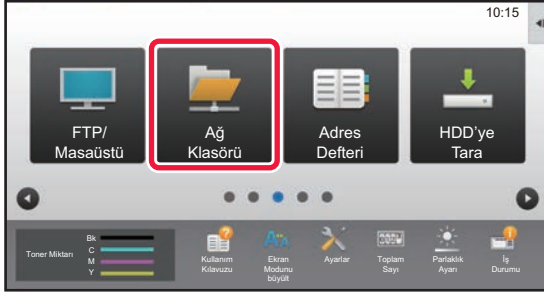 10:15
FTP/
Masaüstü
Ağ
Klasörü
Adres
Defteri
HDD'ye
Tara
Toner Miktarı
Bk
C
M
Y
Kullanım
Kılavuzu
Ekran
Modunu
büyült
Ayarlar
Toplam
Sayı
Parlaklık
Ayarı
İş
Durumu